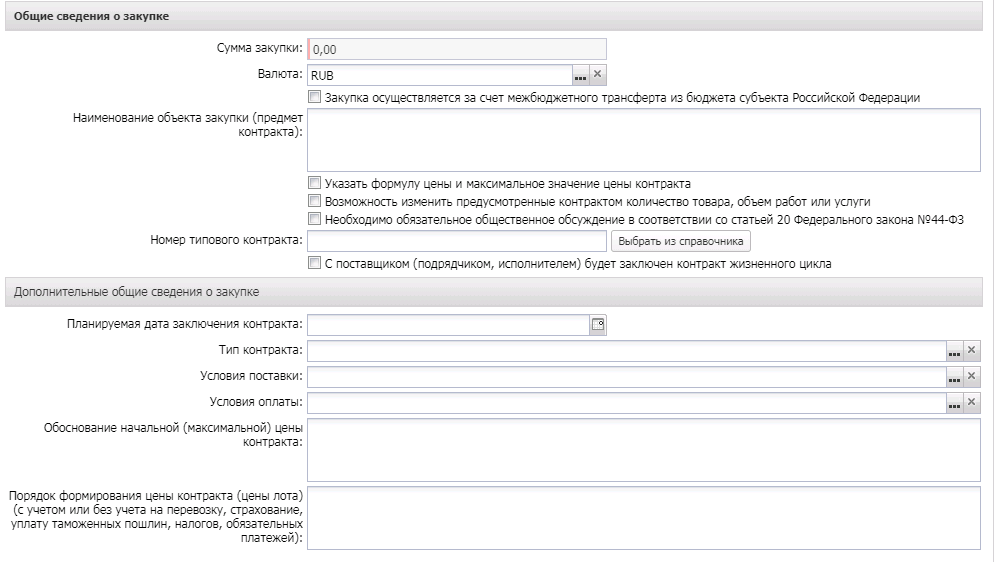 Общие сведения о закупке
Сумма закупки: 0,00
Валюта: RUB
Закупка осуществляется за счет межбюджетного трансферта из бюджета субъекта Российской Федерации
Наименование объекта закупки (предмет
контракта):
Указать формулу цены и максимальное значение цены контракта
Возможность изменить предусмотренные контрактом количество товара, объем работ или услуги
Необходимо обязательное общественное обсуждение в соответствии со статьей 20 Федерального закона №44-ФЗ
Номер типового контракта: Выбрать из справочника
С поставщиком (подрядчиком, исполнителем) будет заключен контракт жизненного цикла
Дополнительные общие сведения о закупке
Планируемая дата заключения контракта:
Тип контракта:
Условия поставки:
Условия оплаты:
Обоснование начальной (максимальной) цены
контракта:
Порядок формирования цены контракта (цены лота)
(с учетом или без учета на перевозку, страхование,
уплату таможенных пошлин, налогов, обязательных
платежей):